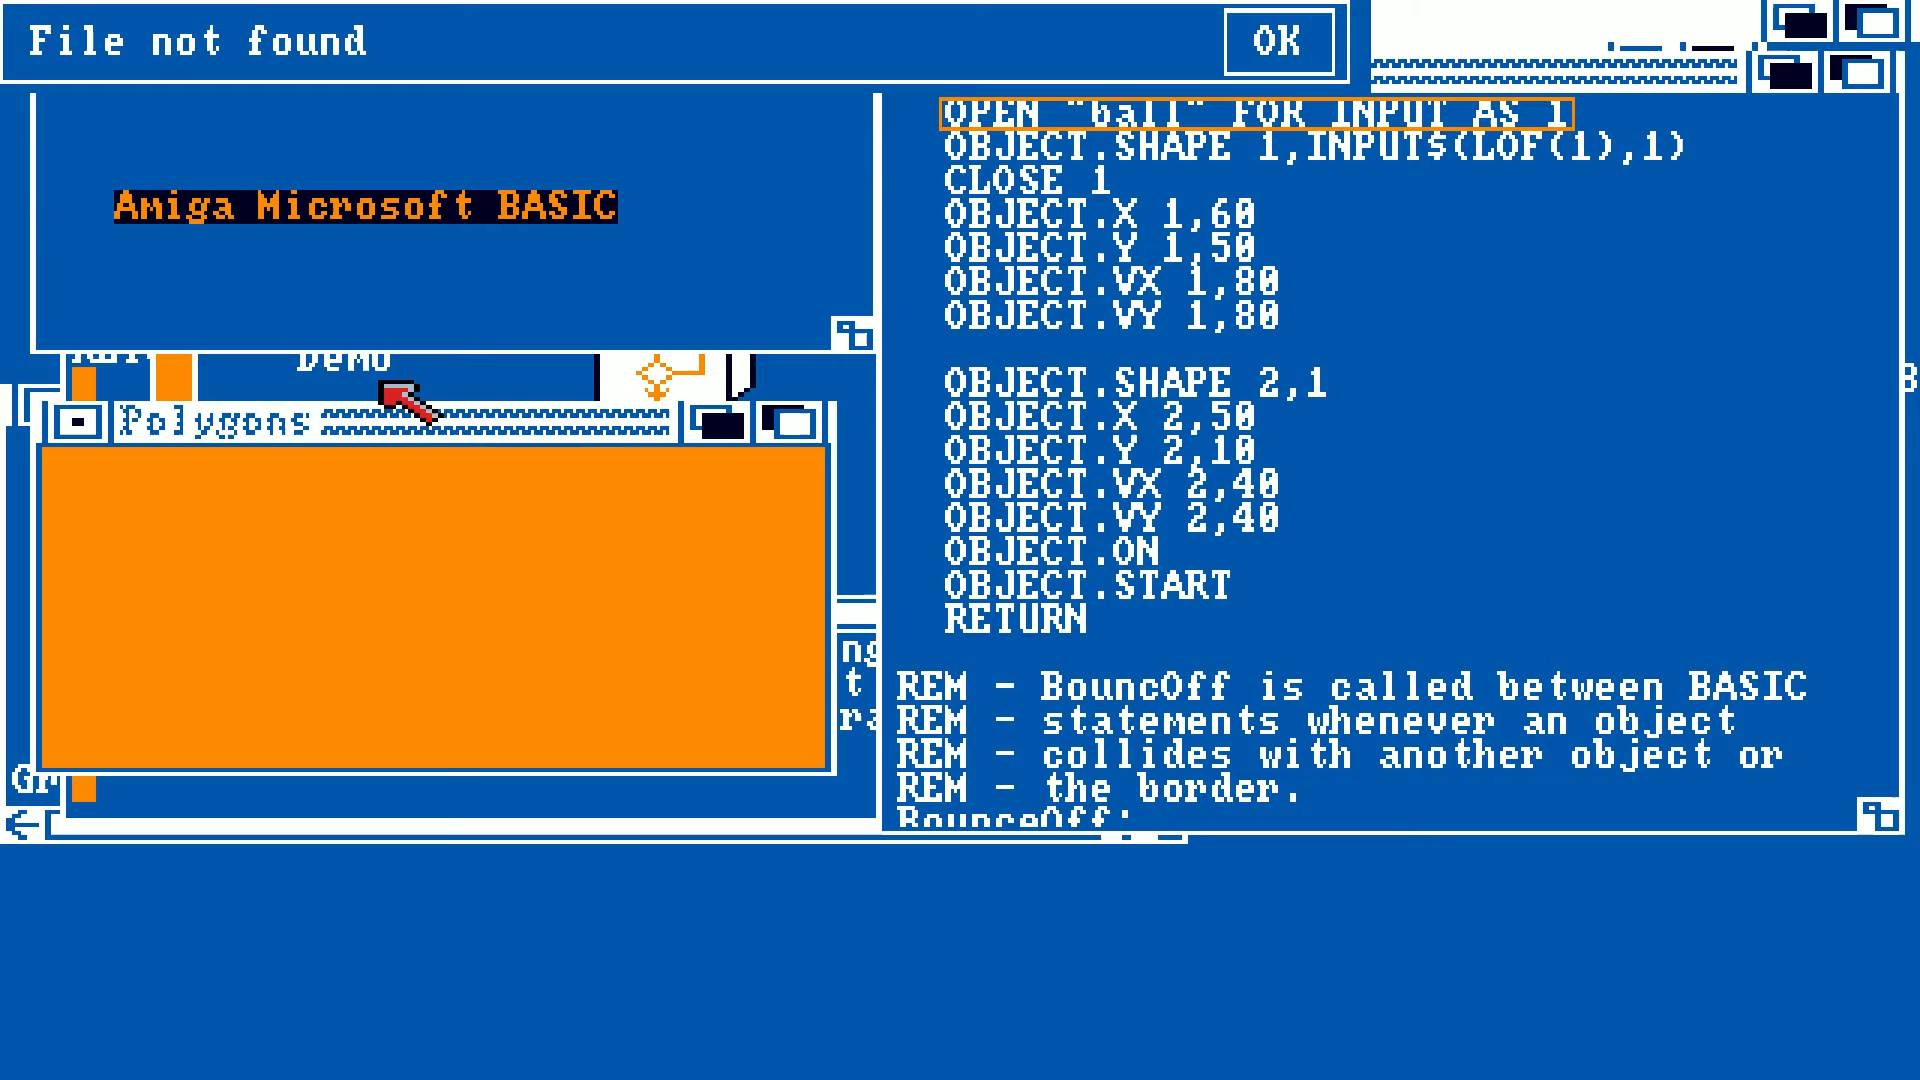 File not found
OK
Amiga Microsoft BASIC
Demo
Polygons
OPEN "ball" FOR INPUT AS 1
OBJECT.SHAPE 1,INPUT$(LOF(1),1)
CLOSE 1
OBJECT.X 1,60
OBJECT.Y 1,50
OBJECT.VX 1,80
OBJECT.VY 1,80
OBJECT.SHAPE 2,1
OBJECT.X 2,50
OBJECT.Y 2,10
OBJECT.VX 2,40
OBJECT.VY 2,40
OBJECT.ON
OBJECT.START
RETURN
REM - BouncOff is called between BASIC
REM - statements whenever an object
REM - collides with another object or
REM - the border.
BounceOff: